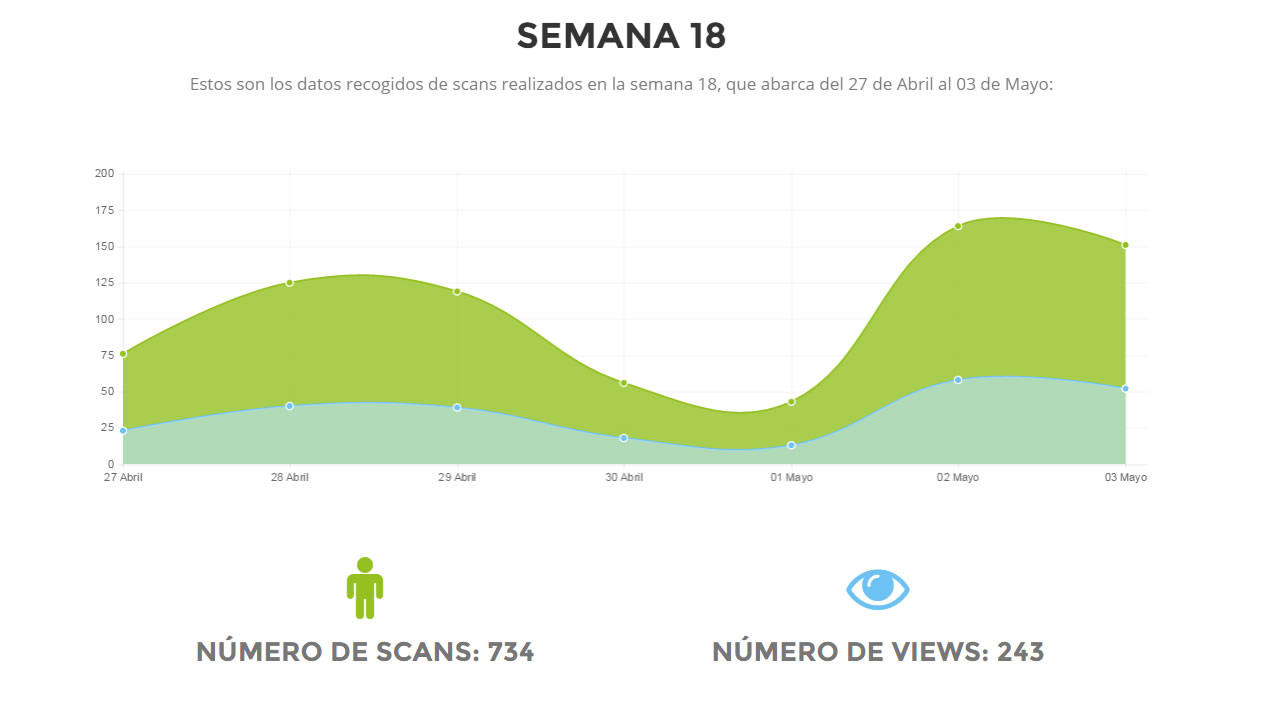 SEMANA 18
Estos son los datos recogidos de scans realizados en la semana 18, que abarca del 27 de Abril al 03 de Mayo:
200
175
150
125
100
75
50
25
0
27 Abril 28 Abril 29 Abril 30 Abril 01 Mayo 02 Mayo 03 Mayo
NÚMERO DE SCANS: 734 NÚMERO DE VIEWS: 243